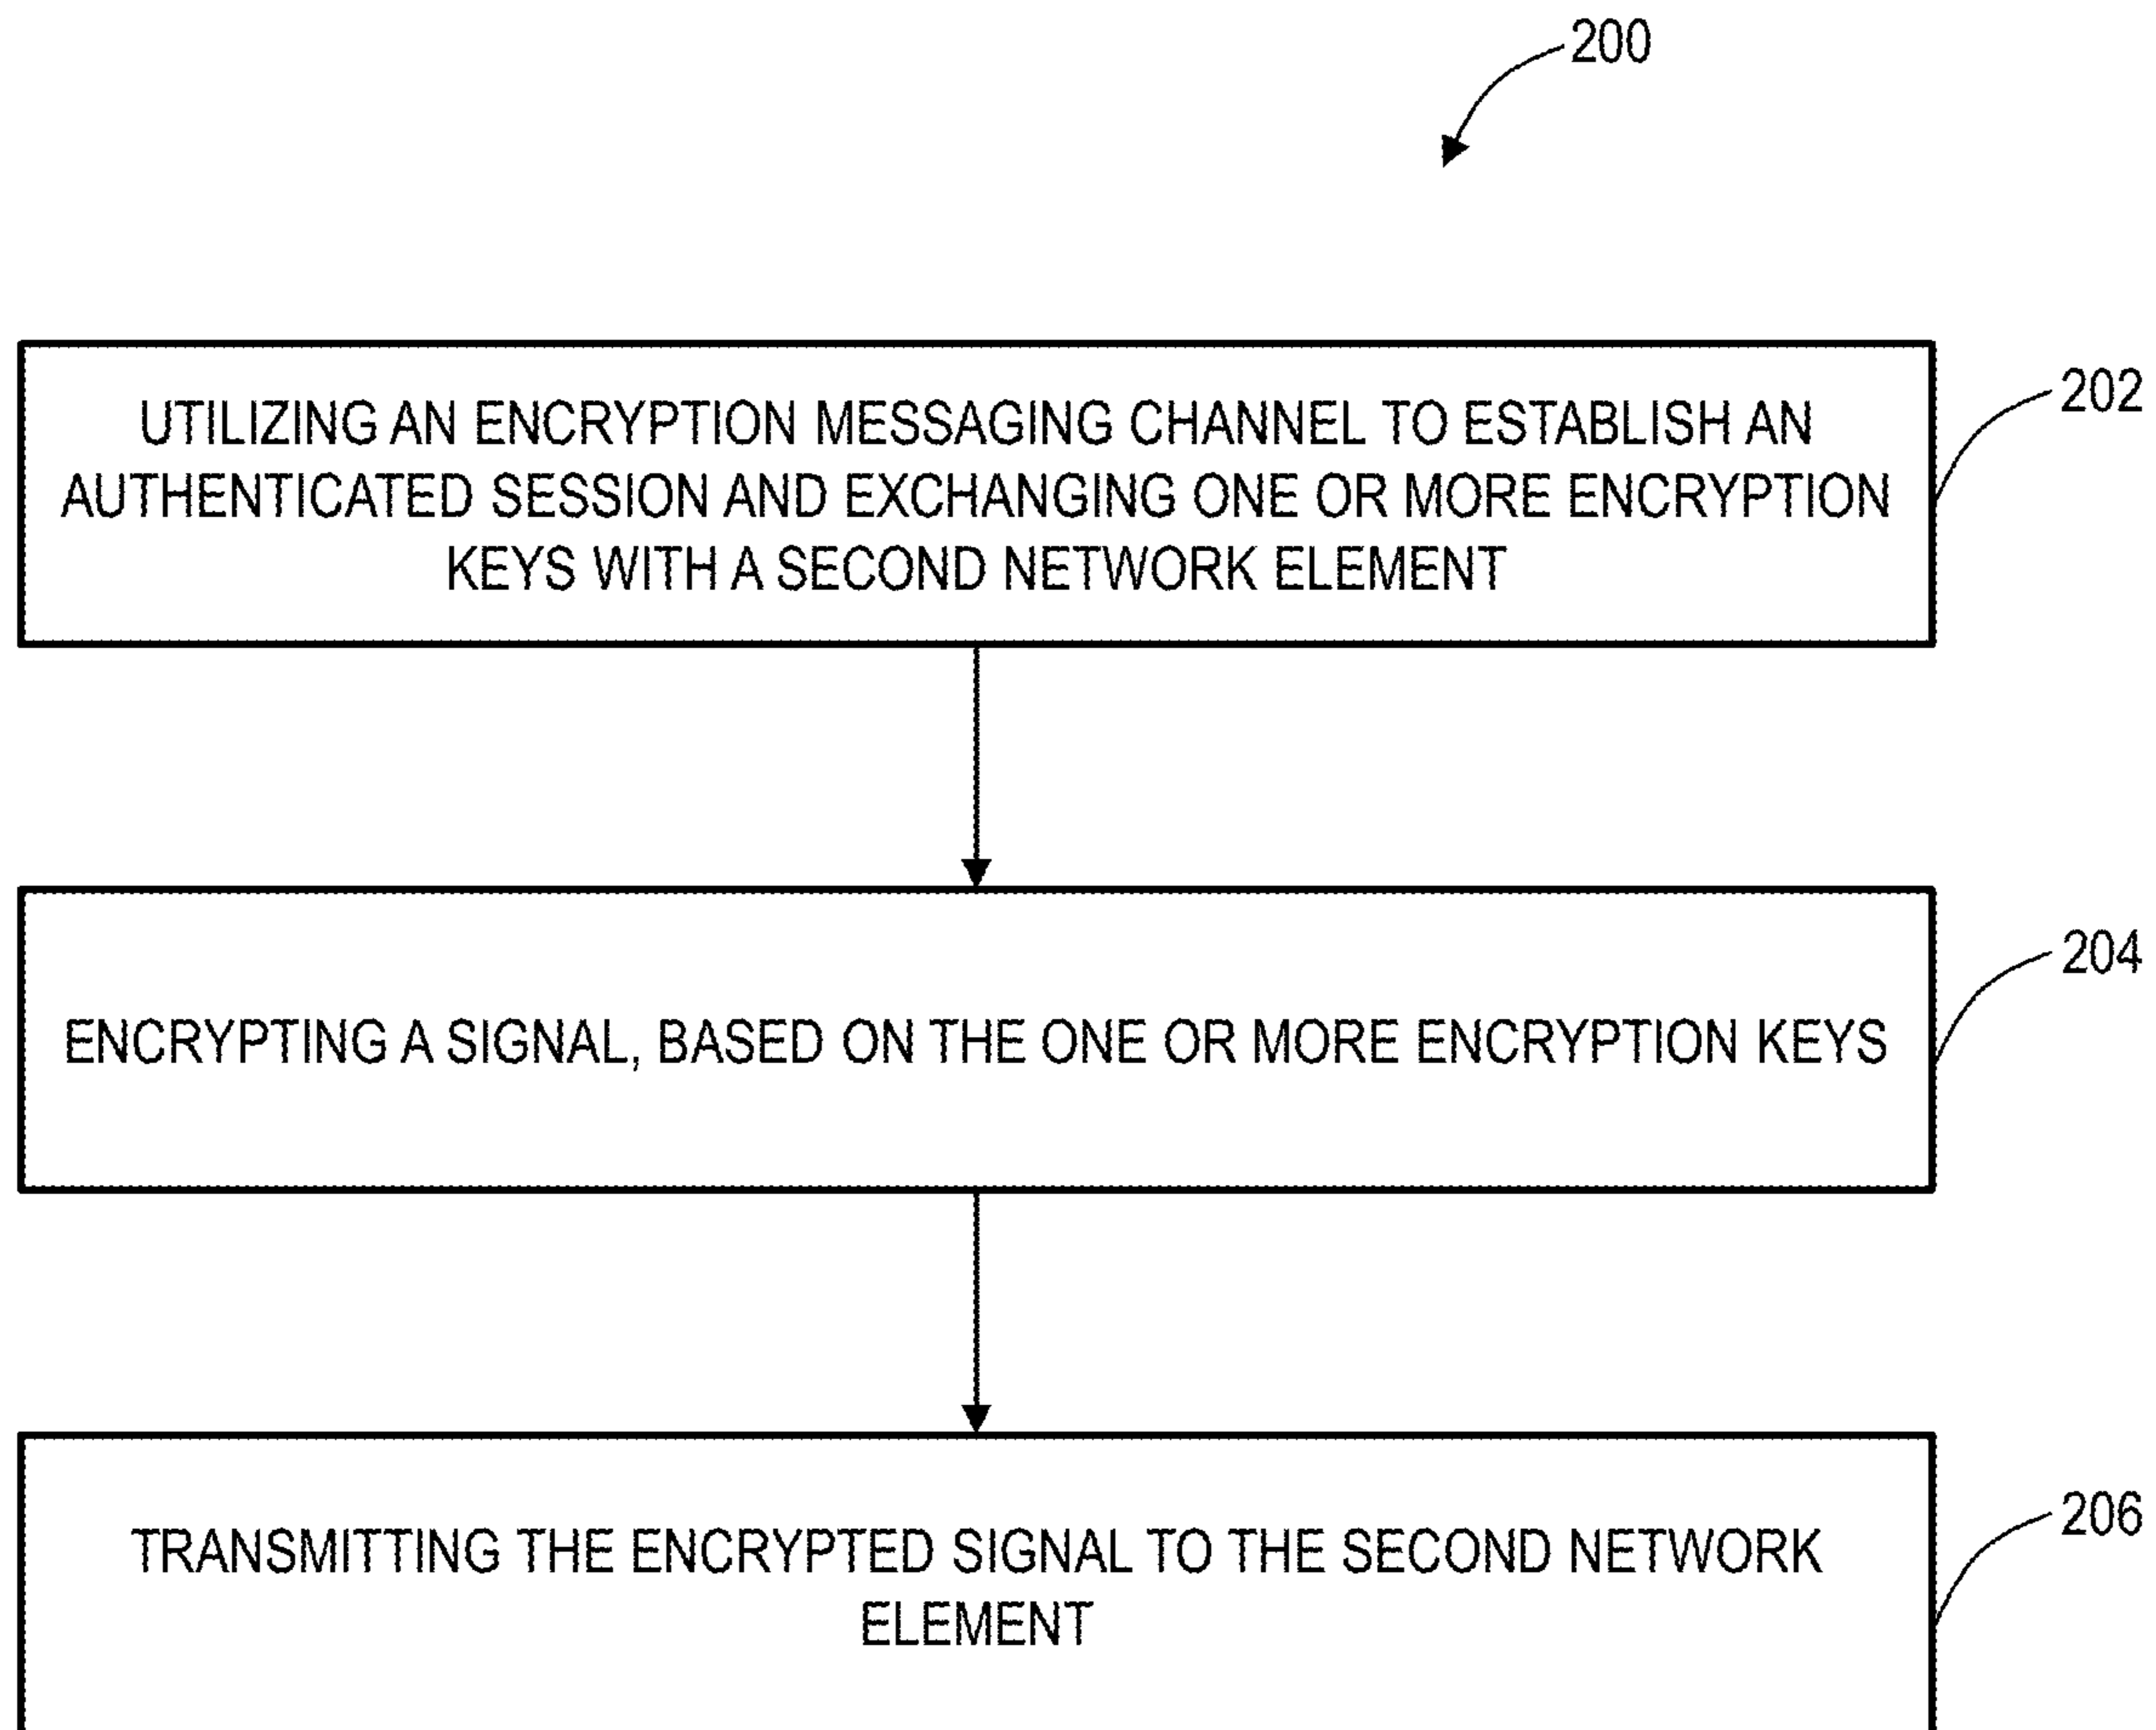 200
UTILIZING AN ENCRYPTION MESSAGING CHANNEL TO ESTABLISH AN
AUTHENTICATED SESSION AND EXCHANGING ONE OR MORE ENCRYPTION
KEYS WITH A SECOND NETWORK ELEMENT
202
ENCRYPTING A SIGNAL, BASED ON THE ONE OR MORE ENCRYPTION KEYS
204
TRANSMITTING THE ENCRYPTED SIGNAL TO THE SECOND NETWORK
ELEMENT
206